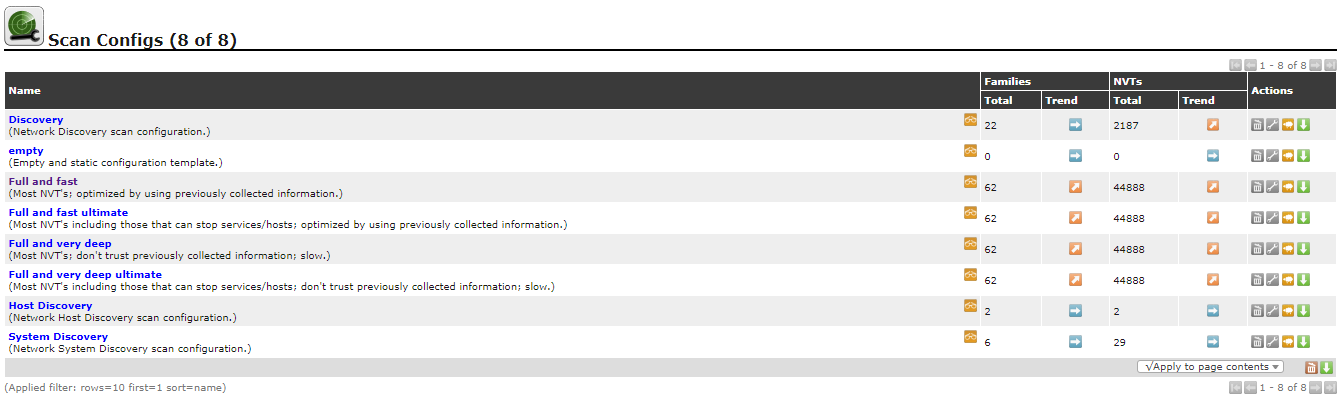 Scan Configs (8 of 8)
1 - 8 of 8
Name Families NVTs Actions
Total Trend Total Trend
Discovery
(Network Discovery scan configuration.) 22 2187
empty
(Empty and static configuration template.) 0 0
Full and fast
(Most NVT's; optimized by using previously collected information.) 62 44888
Full and fast ultimate
(Most NVT's including those that can stop services/hosts; optimized by using previously collected information.) 62 44888
Full and very deep
(Most NVT's; don't trust previously collected information; slow.) 62 44888
Full and very deep ultimate
(Most NVT's including those that can stop services/hosts; don't trust previously collected information; slow.) 62 44888
Host Discovery
(Network Host Discovery scan configuration.) 2 2
System Discovery
(Network System Discovery scan configuration.) 6 29
√Apply to page contents
(Applied filter: rows=10 first=1 sort=name) 1 - 8 of 8